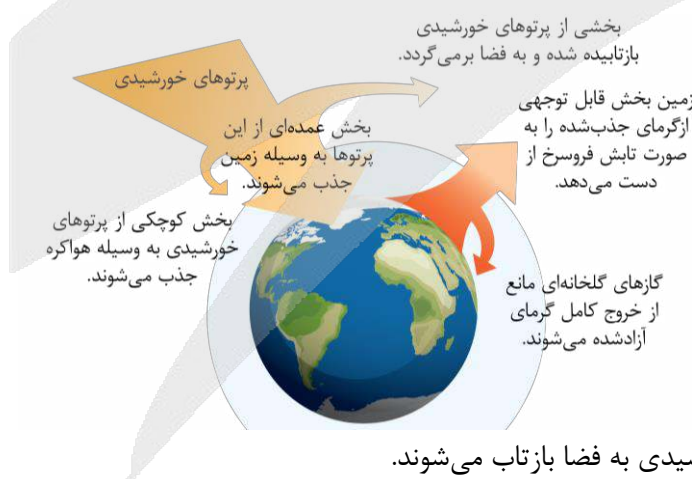 بخشی از پرتوهای خورشیدی
بازتابیده شده و به فضا برمی‌گردد.
پرتوهای خورشیدی
زمین بخش قابل توجهی
ازگرمای جذب‌شده را به
صورت تابش فروسرخ از
دست می‌دهد.
بخش عمده‌ای از این
پرتوها به وسیله زمین
جذب می‌شوند.
بخش کوچکی از پرتوهای
خورشیدی به وسیله هواکره
جذب می‌شوند.
گازهای گلخانه‌ای مانع
از خروج کامل گرمای
آزادشده می‌شوند.
به فضا بازتاب می‌شوند.